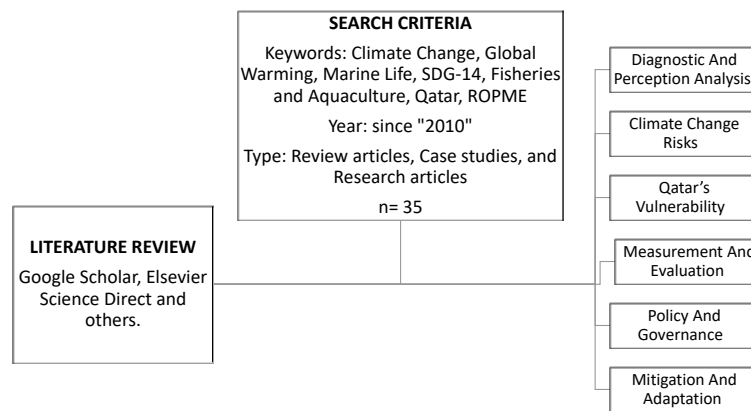 SEARCH CRITERIA
Keywords: Climate Change, Global
Warming, Marine Life, SDG-14, Fisheries
and Aquaculture, Qatar, ROPME
Year: since "2010"
Type: Review articles, Case studies, and
Research articles
n= 35
LITERATURE REVIEW
Google Scholar, Elsevier
Science Direct and
others.
Diagnostic And
Perception Analysis
Climate Change
Risks
Qatar’s
Vulnerability
Measurement And
Evaluation
Policy And
Governance
Mitigation And
Adaptation